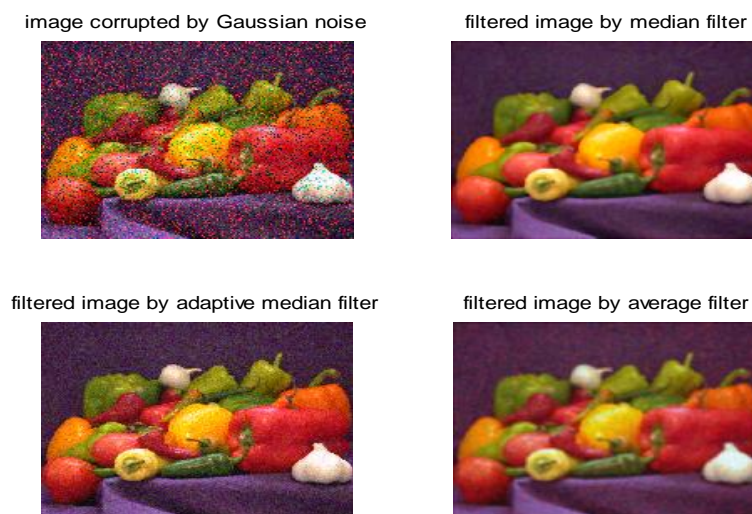 image corrupted by Gaussian noise
filtered image by median filter
filtered image by adaptive median filter
filtered image by average filter